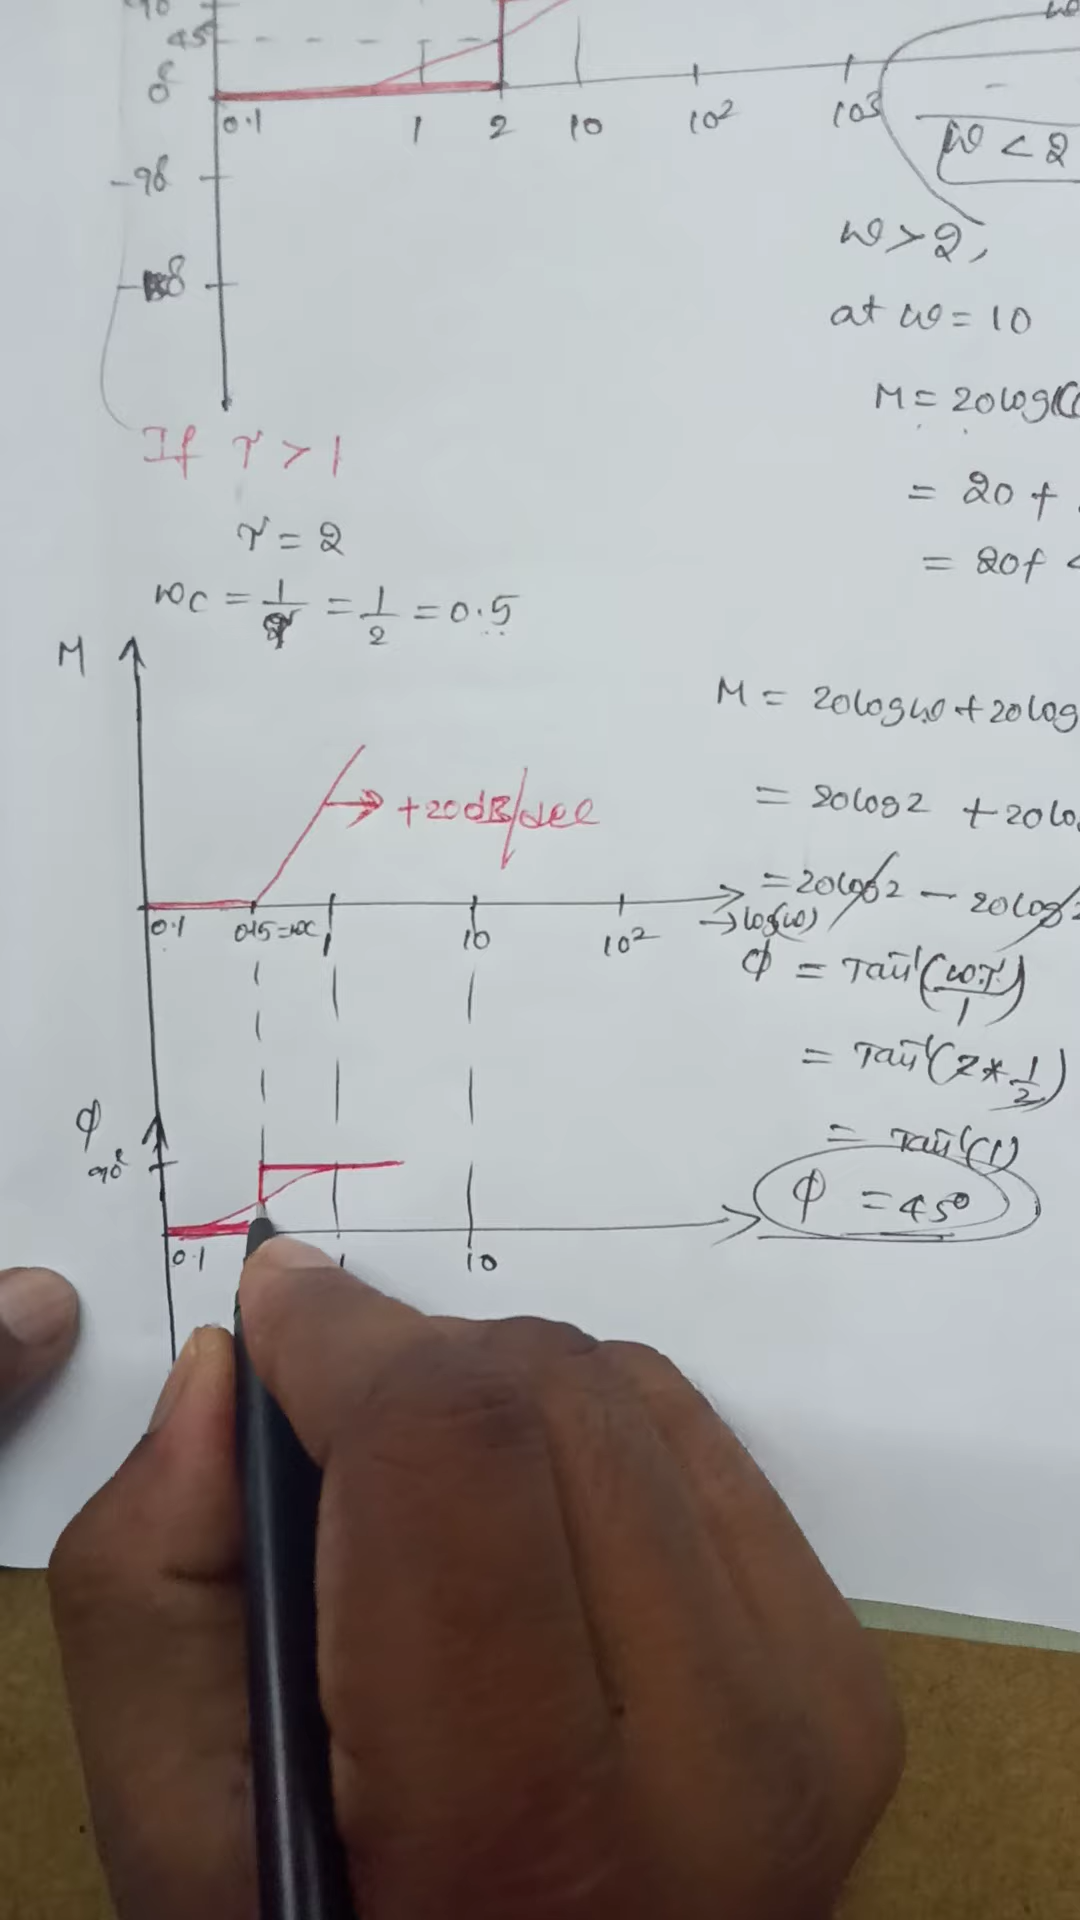 90
45°
0°
0.1 1 2 10 10² 10³
-90°
ω < 2
ω > 2,
at ω = 10
M = 20log(
= 20 +
= 20+
If τ > 1
τ = 2
ωc = 1/τ = 1/2 = 0.5
M
+20dB/dec
0.1 0.5=ωc 1 10 10²
→ log(ω)
M = 20logω + 20log
= 20log2 + 20lo
= 20log2 - 20log2
ϕ = Tan⁻¹(ω.τ/1)
= Tan⁻¹(2*1/2)
= Tan⁻¹(1)
ϕ = 45°
ϕ
90°
0.1 1 10